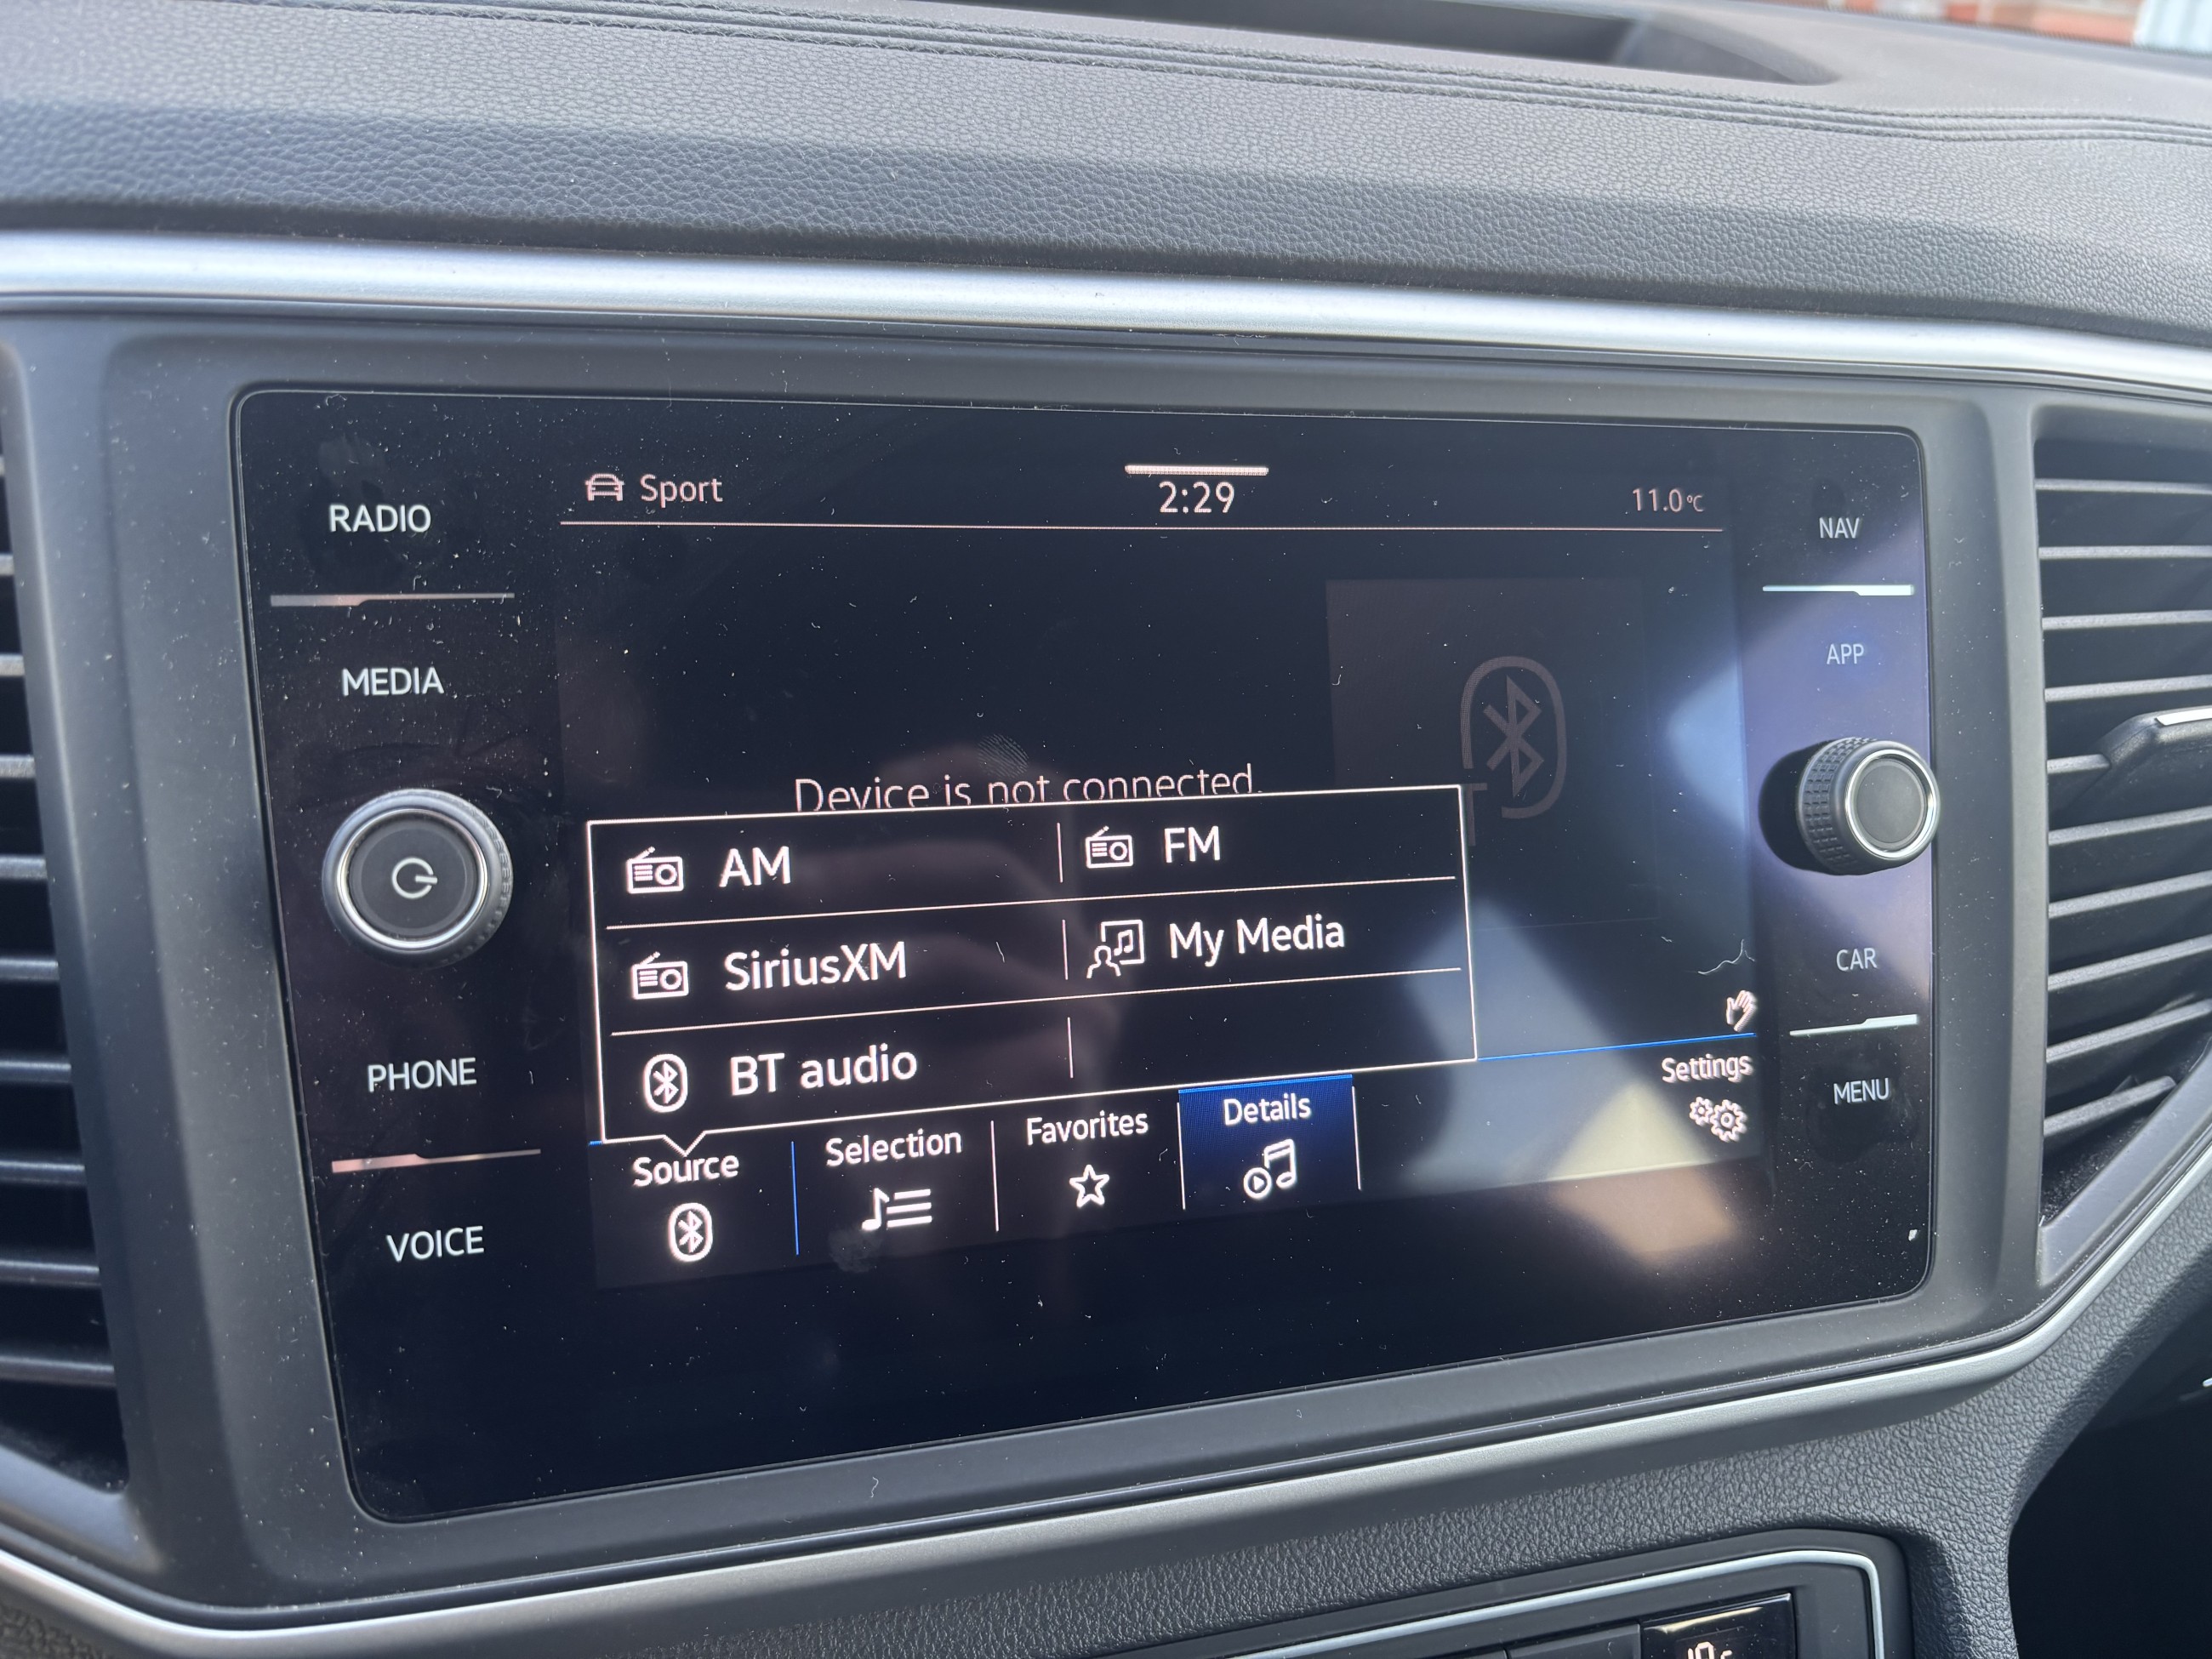 Sport
2:29
11.0°C
RADIO
NAV
MEDIA
APP
Device is not connected.
AM
FM
SiriusXM
My Media
BT audio
CAR
PHONE
MENU
Settings
Source
Selection
Favorites
Details
VOICE